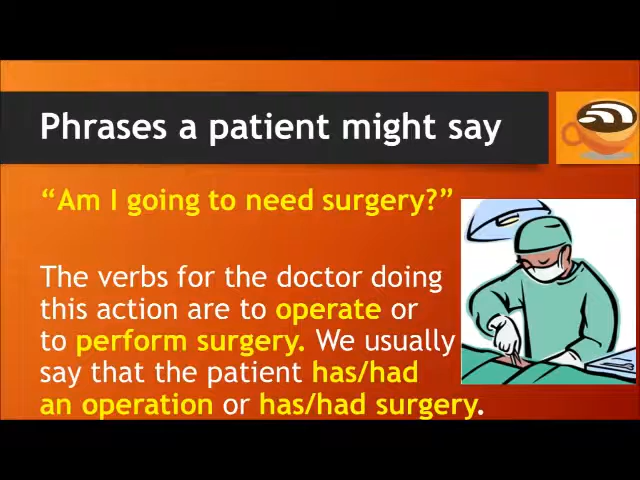 Phrases a patient might say
“Am I going to need surgery?”
The verbs for the doctor doing
this action are to operate or
to perform surgery. We usually
say that the patient has/had
an operation or has/had surgery.